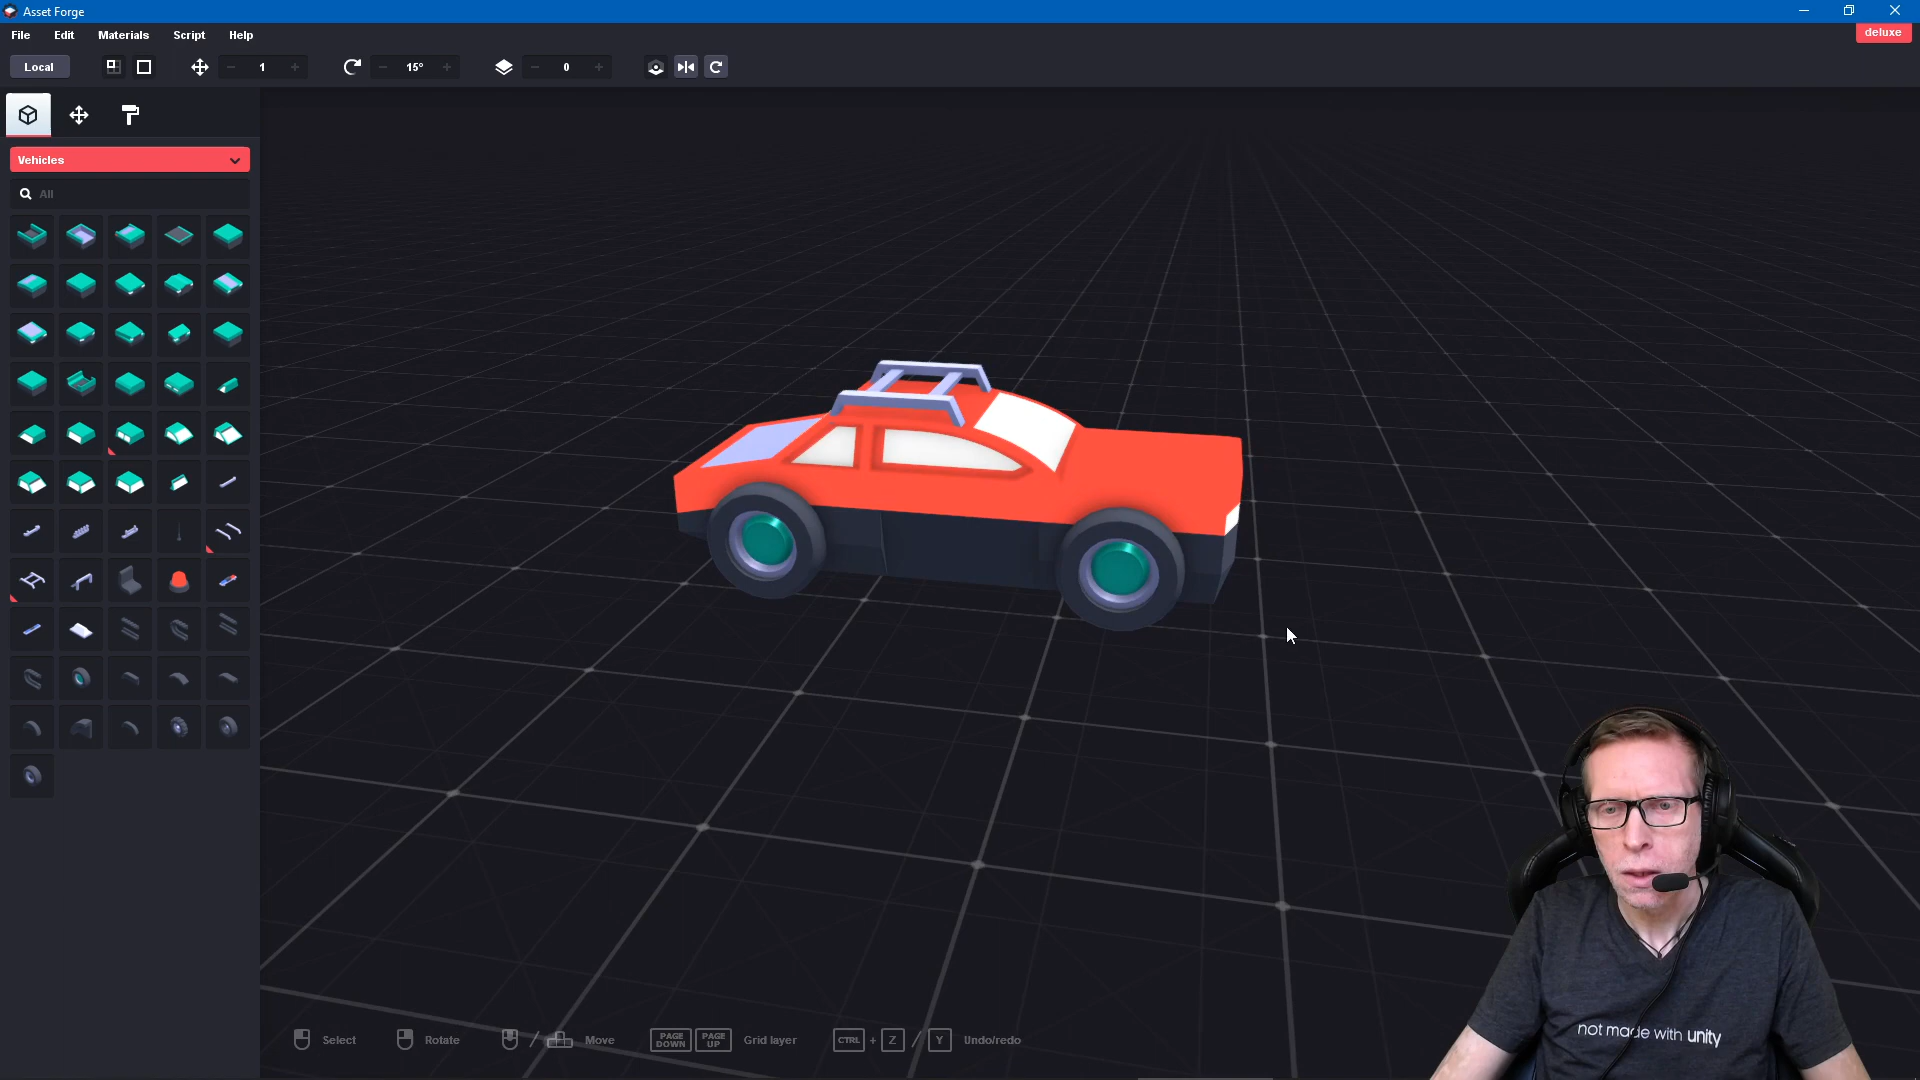 Asset Forge
File Edit Materials Script Help
deluxe
Local
1
15°
0
Vehicles
All
Select
Rotate
/ Move
PAGE DOWN PAGE UP Grid layer
CTRL + Z / Y Undo/redo
not made with unity